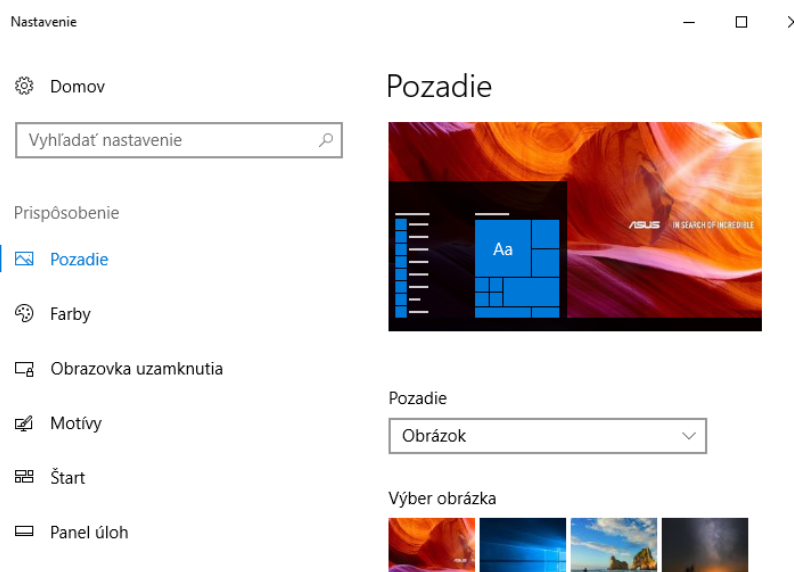 Nastavenie
Domov
Vyhľadať nastavenie
Prispôsobenie
Pozadie
Farby
Obrazovka uzamknutia
Motívy
Štart
Panel úloh
Pozadie
Aa
ASUS IN SEARCH OF INCREDIBLE
Pozadie
Obrázok
Výber obrázka